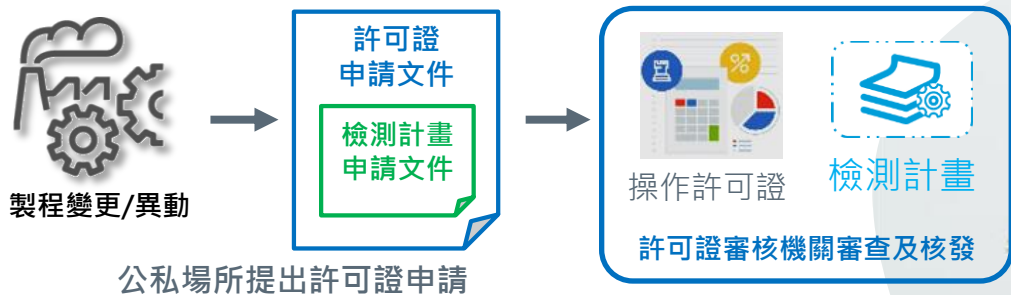 製程變更/異動
許可證
申請文件
檢測計畫
申請文件
公私場所提出許可證申請
%
操作許可證
檢測計畫
許可證審核機關審查及核發